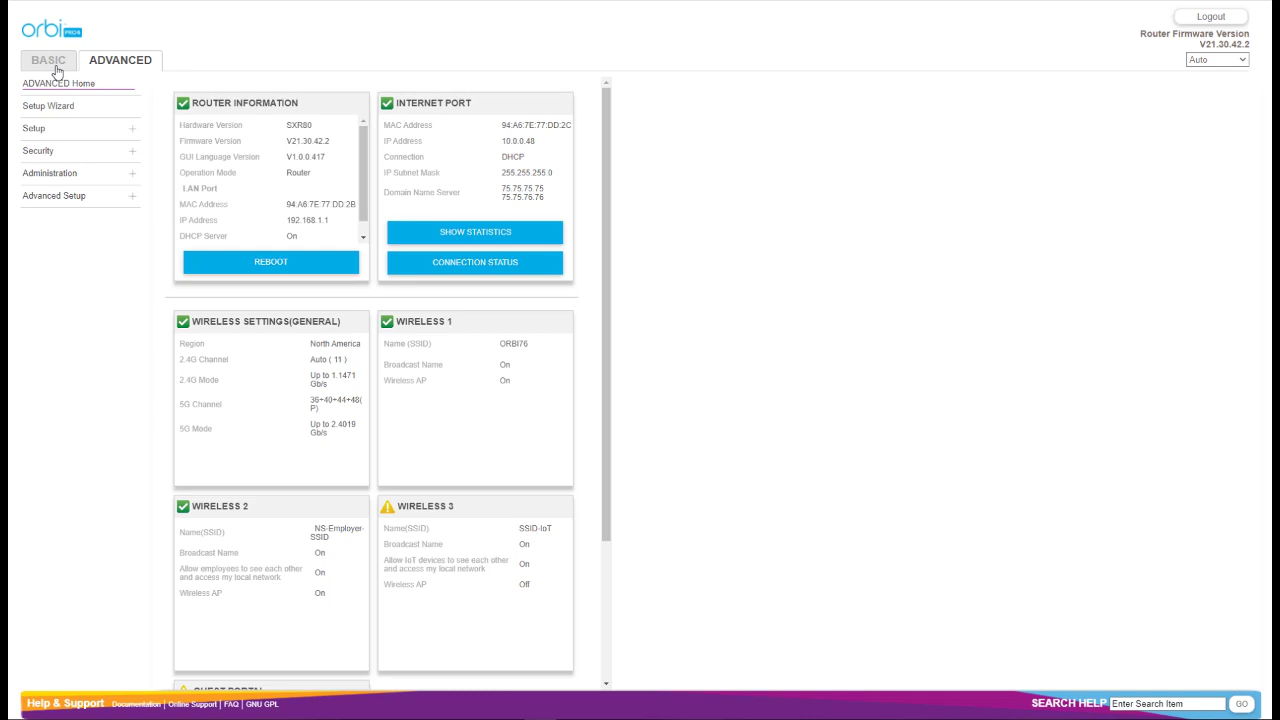 orbi PRO 6
Logout
Router Firmware Version
V21.30.42.2
Auto
BASIC
ADVANCED
ADVANCED Home
Setup Wizard
Setup
Security
Administration
Advanced Setup
ROUTER INFORMATION
Hardware Version SXR80
Firmware Version V21.30.42.2
GUI Language Version V1.0.0.417
Operation Mode Router
LAN Port
MAC Address 94:A6:7E:77:DD:2B
IP Address 192.168.1.1
DHCP Server On
REBOOT
INTERNET PORT
MAC Address 94:A6:7E:77:DD:2C
IP Address 10.0.0.48
Connection DHCP
IP Subnet Mask 255.255.255.0
Domain Name Server 75.75.75.75
75.75.76.76
SHOW STATISTICS
CONNECTION STATUS
WIRELESS SETTINGS(GENERAL)
Region North America
2.4G Channel Auto ( 11 )
2.4G Mode Up to 1.1471
Gb/s
5G Channel 36+40+44+48(
P)
5G Mode Up to 2.4019
Gb/s
WIRELESS 1
Name (SSID) ORBI76
Broadcast Name On
Wireless AP On
WIRELESS 2
Name(SSID) NS-Employer-
SSID
Broadcast Name On
Allow employees to see each other
and access my local network On
Wireless AP On
WIRELESS 3
Name(SSID) SSID-IoT
Broadcast Name On
Allow IoT devices to see each other
and access my local network On
Wireless AP Off
GUEST PORTAL
Help & Support Documentation | Online Support | FAQ | GNU GPL
SEARCH HELP Enter Search Item GO